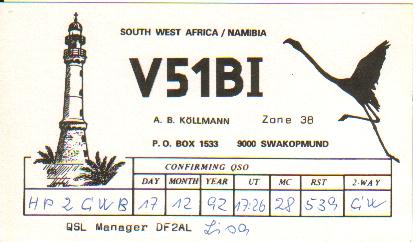 SOUTH WEST AFRICA / NAMIBIA
V51BI
A. B. KÖLLMANN Zone 38
P.O. BOX 1533 9000 SWAKOPMUND
CONFIRMING QSO
DAY MONTH YEAR UT MC RST 2-WAY
HP2CWB 17 12 92 17:26 28 539 CW
QSL Manager DF2AL